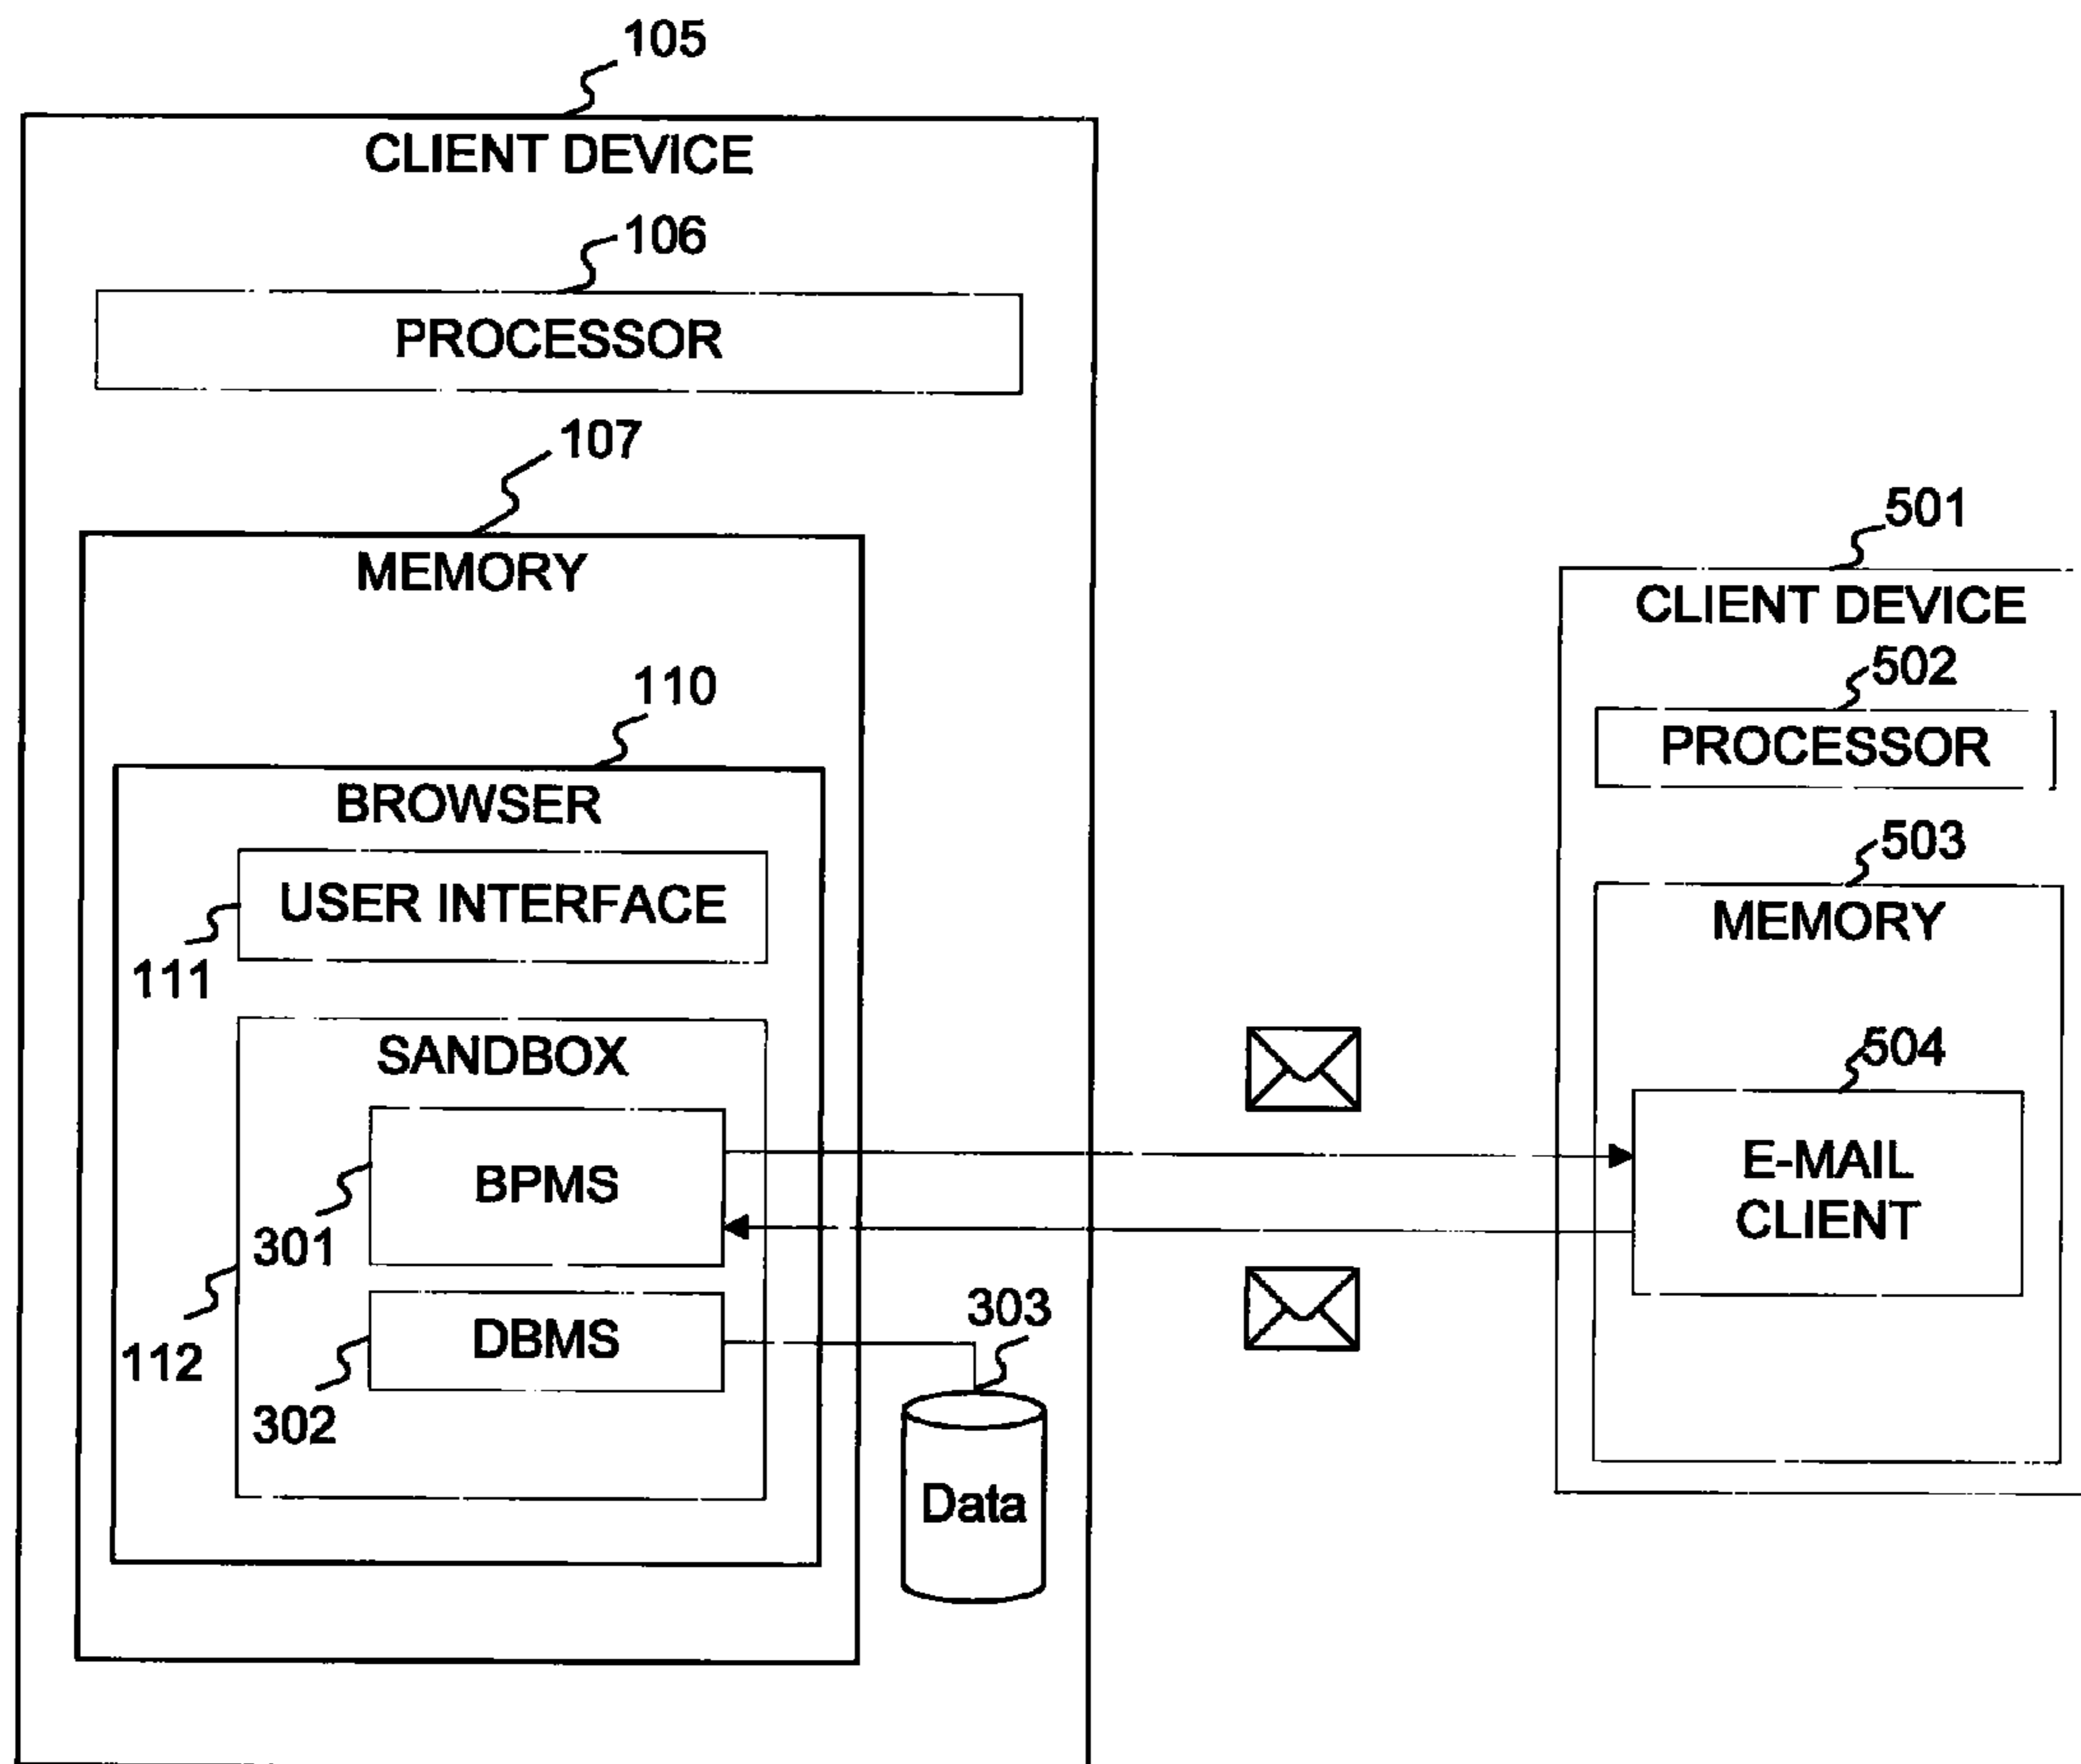 105
CLIENT DEVICE
106
PROCESSOR
107
MEMORY
110
BROWSER
USER INTERFACE
111
SANDBOX
BPMS
301
DBMS
112
302
303
Data
501
CLIENT DEVICE
502
PROCESSOR
503
MEMORY
504
E-MAIL
CLIENT